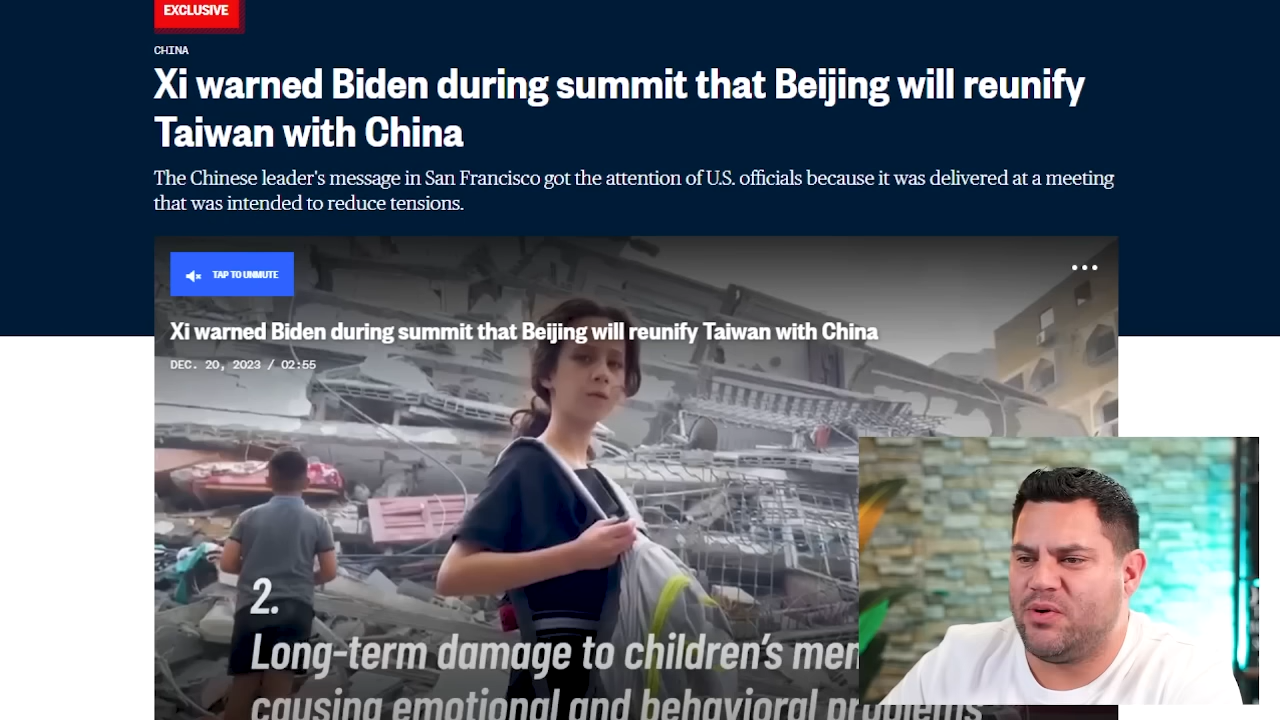 EXCLUSIVE
CHINA
Xi warned Biden during summit that Beijing will reunify
Taiwan with China
The Chinese leader's message in San Francisco got the attention of U.S. officials because it was delivered at a meeting
that was intended to reduce tensions.
TAP TO UNMUTE
Xi warned Biden during summit that Beijing will reunify Taiwan with China
DEC. 20, 2023 / 02:55
2.
Long-term damage to children's men
causing emotional and behavioral problems